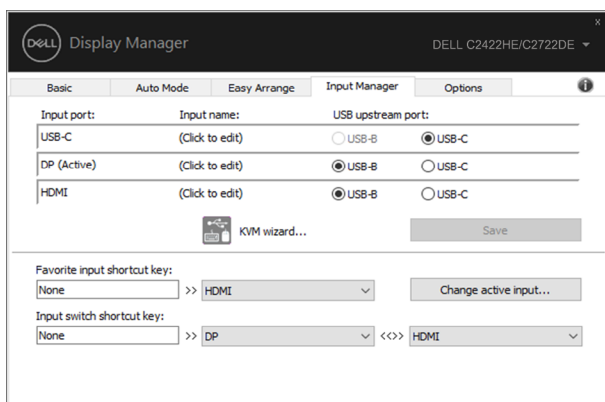 x
DELL Display Manager DELL C2422HE/C2722DE
Basic Auto Mode Easy Arrange Input Manager Options i
Input port: Input name: USB upstream port:
USB-C (Click to edit) USB-B USB-C
DP (Active) (Click to edit) USB-B USB-C
HDMI (Click to edit) USB-B USB-C
KVM wizard... Save
Favorite input shortcut key:
None >> HDMI Change active input...
Input switch shortcut key:
None >> DP <<>> HDMI